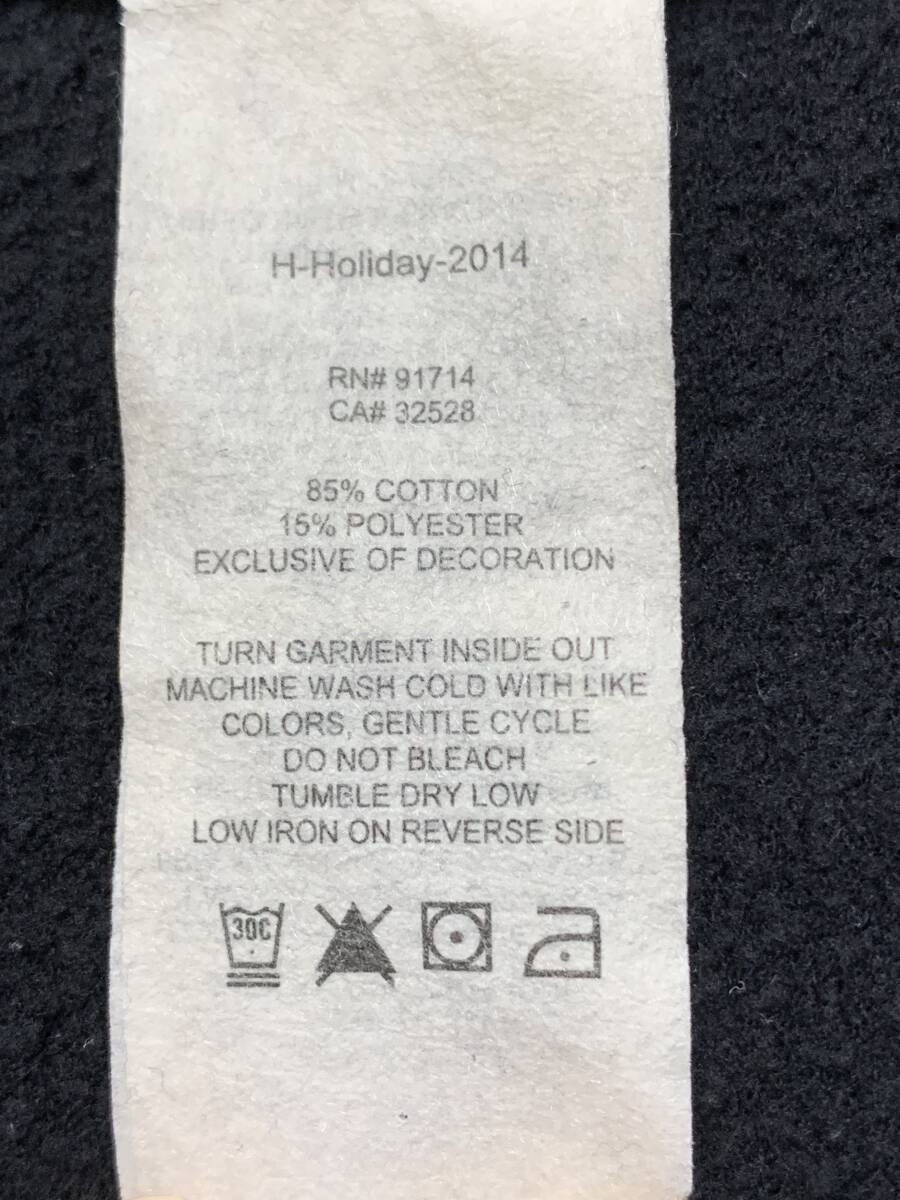 H-Holiday-2014
RN# 91714
CA# 32528
85% COTTON
15% POLYESTER
EXCLUSIVE OF DECORATION
TURN GARMENT INSIDE OUT
MACHINE WASH COLD WITH LIKE
COLORS, GENTLE CYCLE
DO NOT BLEACH
TUMBLE DRY LOW
LOW IRON ON REVERSE SIDE
30C